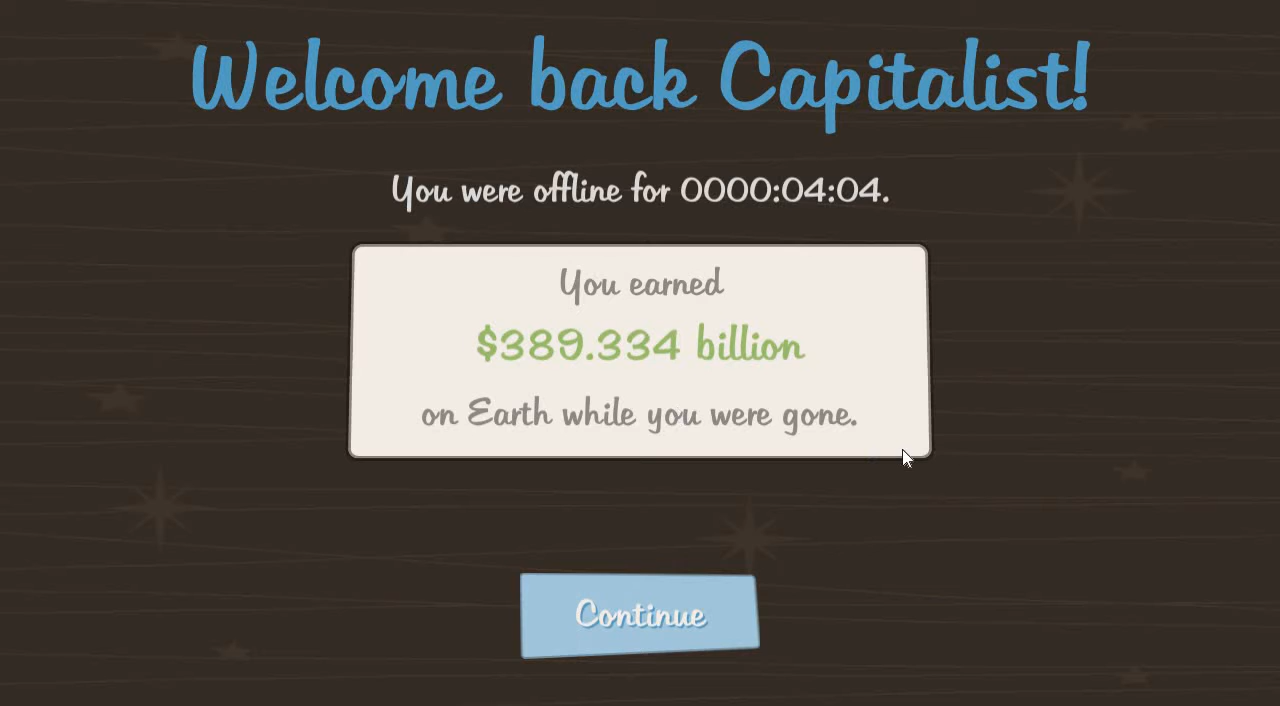 Welcome back Capitalist!
You were offline for 0000:04:04.
You earned
$389.334 billion
on Earth while you were gone.
Continue